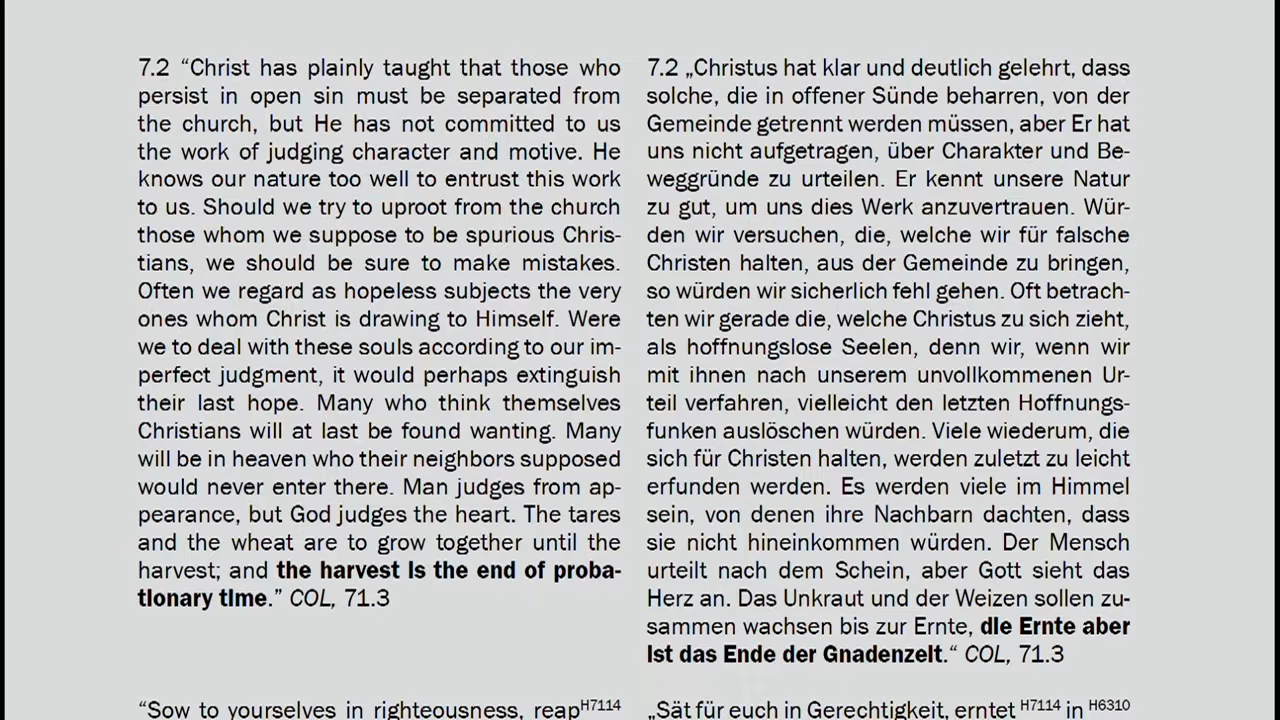 7.2 “Christ has plainly taught that those who
persist in open sin must be separated from
the church, but He has not committed to us
the work of judging character and motive. He
knows our nature too well to entrust this work
to us. Should we try to uproot from the church
those whom we suppose to be spurious Chris-
tians, we should be sure to make mistakes.
Often we regard as hopeless subjects the very
ones whom Christ is drawing to Himself. Were
we to deal with these souls according to our im-
perfect judgment, it would perhaps extinguish
their last hope. Many who think themselves
Christians will at last be found wanting. Many
will be in heaven who their neighbors supposed
would never enter there. Man judges from ap-
pearance, but God judges the heart. The tares
and the wheat are to grow together until the
harvest; and the harvest is the end of proba-
tionary time.” COL, 71.3
“Sow to yourselves in righteousness, reapH7114
7.2 „Christus hat klar und deutlich gelehrt, dass
solche, die in offener Sünde beharren, von der
Gemeinde getrennt werden müssen, aber Er hat
uns nicht aufgetragen, über Charakter und Be-
weggründe zu urteilen. Er kennt unsere Natur
zu gut, um uns dies Werk anzuvertrauen. Wür-
den wir versuchen, die, welche wir für falsche
Christen halten, aus der Gemeinde zu bringen,
so würden wir sicherlich fehl gehen. Oft betrach-
ten wir gerade die, welche Christus zu sich zieht,
als hoffnungslose Seelen, denn wir, wenn wir
mit ihnen nach unserem unvollkommenen Ur-
teil verfahren, vielleicht den letzten Hoffnungs-
funken auslöschen würden. Viele wiederum, die
sich für Christen halten, werden zuletzt zu leicht
erfunden werden. Es werden viele im Himmel
sein, von denen ihre Nachbarn dachten, dass
sie nicht hineinkommen würden. Der Mensch
urteilt nach dem Schein, aber Gott sieht das
Herz an. Das Unkraut und der Weizen sollen zu-
sammen wachsen bis zur Ernte, die Ernte aber
ist das Ende der Gnadenzeit.“ COL, 71.3
„Sät für euch in Gerechtigkeit, erntet H7114 in H6310